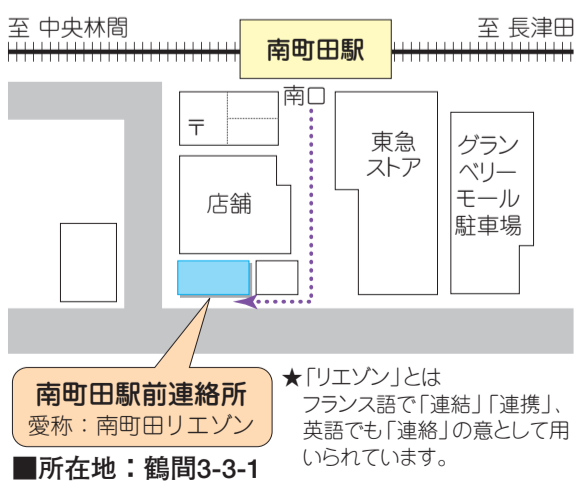 至 中央林間
至 長津田
南町田駅
南口
〒
東急
ストア
グラン
ベリー
モール
駐車場
店舗
南町田駅前連絡所
愛称：南町田リエゾン
■所在地：鶴間3-3-1
★「リエゾン」とは
フランス語で「連結」「連携」、
英語でも「連絡」の意として用
いられています。